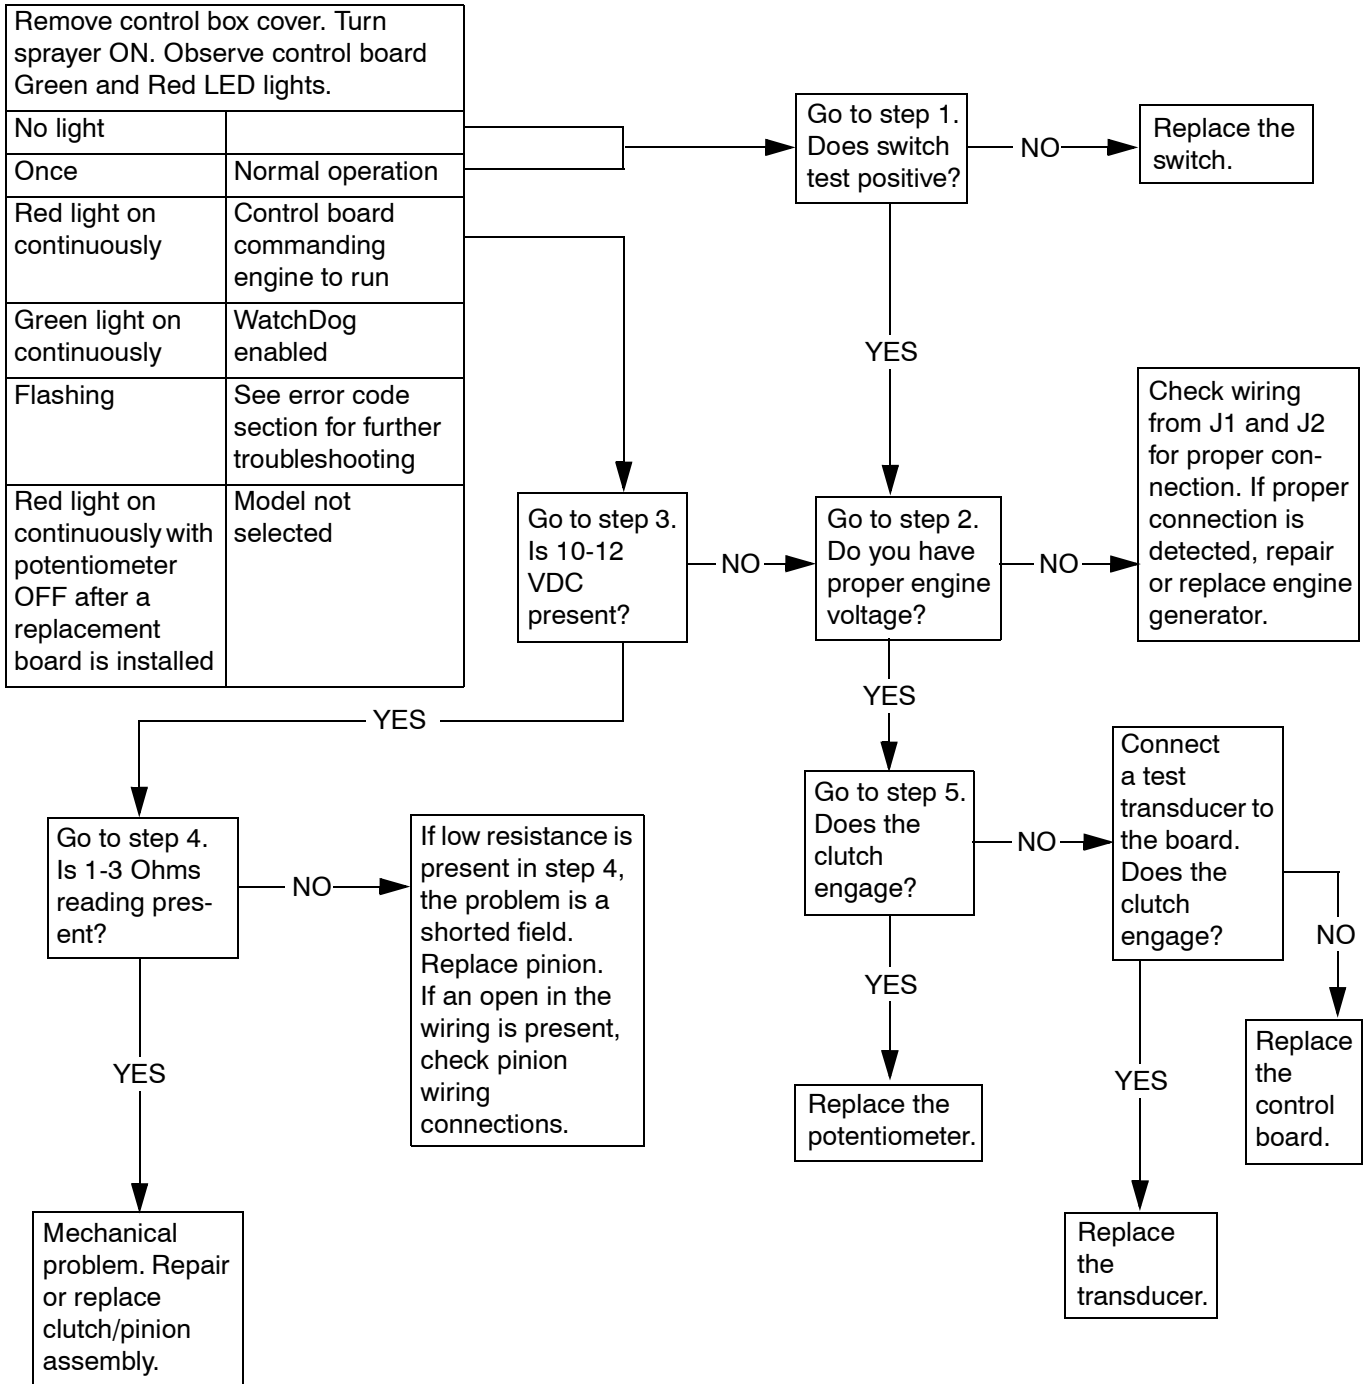 Remove control box cover. Turn
sprayer ON. Observe control board
Green and Red LED lights.
No light
Once
Normal operation
Red light on
continuously
Control board
commanding
engine to run
Green light on
continuously
WatchDog
enabled
Flashing
See error code
section for further
troubleshooting
Red light on
continuously with
potentiometer
OFF after a
replacement
board is installed
Model not
selected
Go to step 1.
Does switch
test positive?
NO
Replace the
switch.
YES
Go to step 3.
Is 10-12
VDC
present?
NO
Go to step 2.
Do you have
proper engine
voltage?
NO
Check wiring
from J1 and J2
for proper con-
nection. If proper
connection is
detected, repair
or replace engine
generator.
YES
YES
Go to step 4.
Is 1-3 Ohms
reading pres-
ent?
NO
If low resistance is
present in step 4,
the problem is a
shorted field.
Replace pinion.
If an open in the
wiring is present,
check pinion
wiring
connections.
Go to step 5.
Does the
clutch
engage?
NO
Connect
a test
transducer to
the board.
Does the
clutch
engage?
NO
YES
YES
YES
Replace the
potentiometer.
Replace
the
control
board.
Mechanical
problem. Repair
or replace
clutch/pinion
assembly.
Replace
the
transducer.